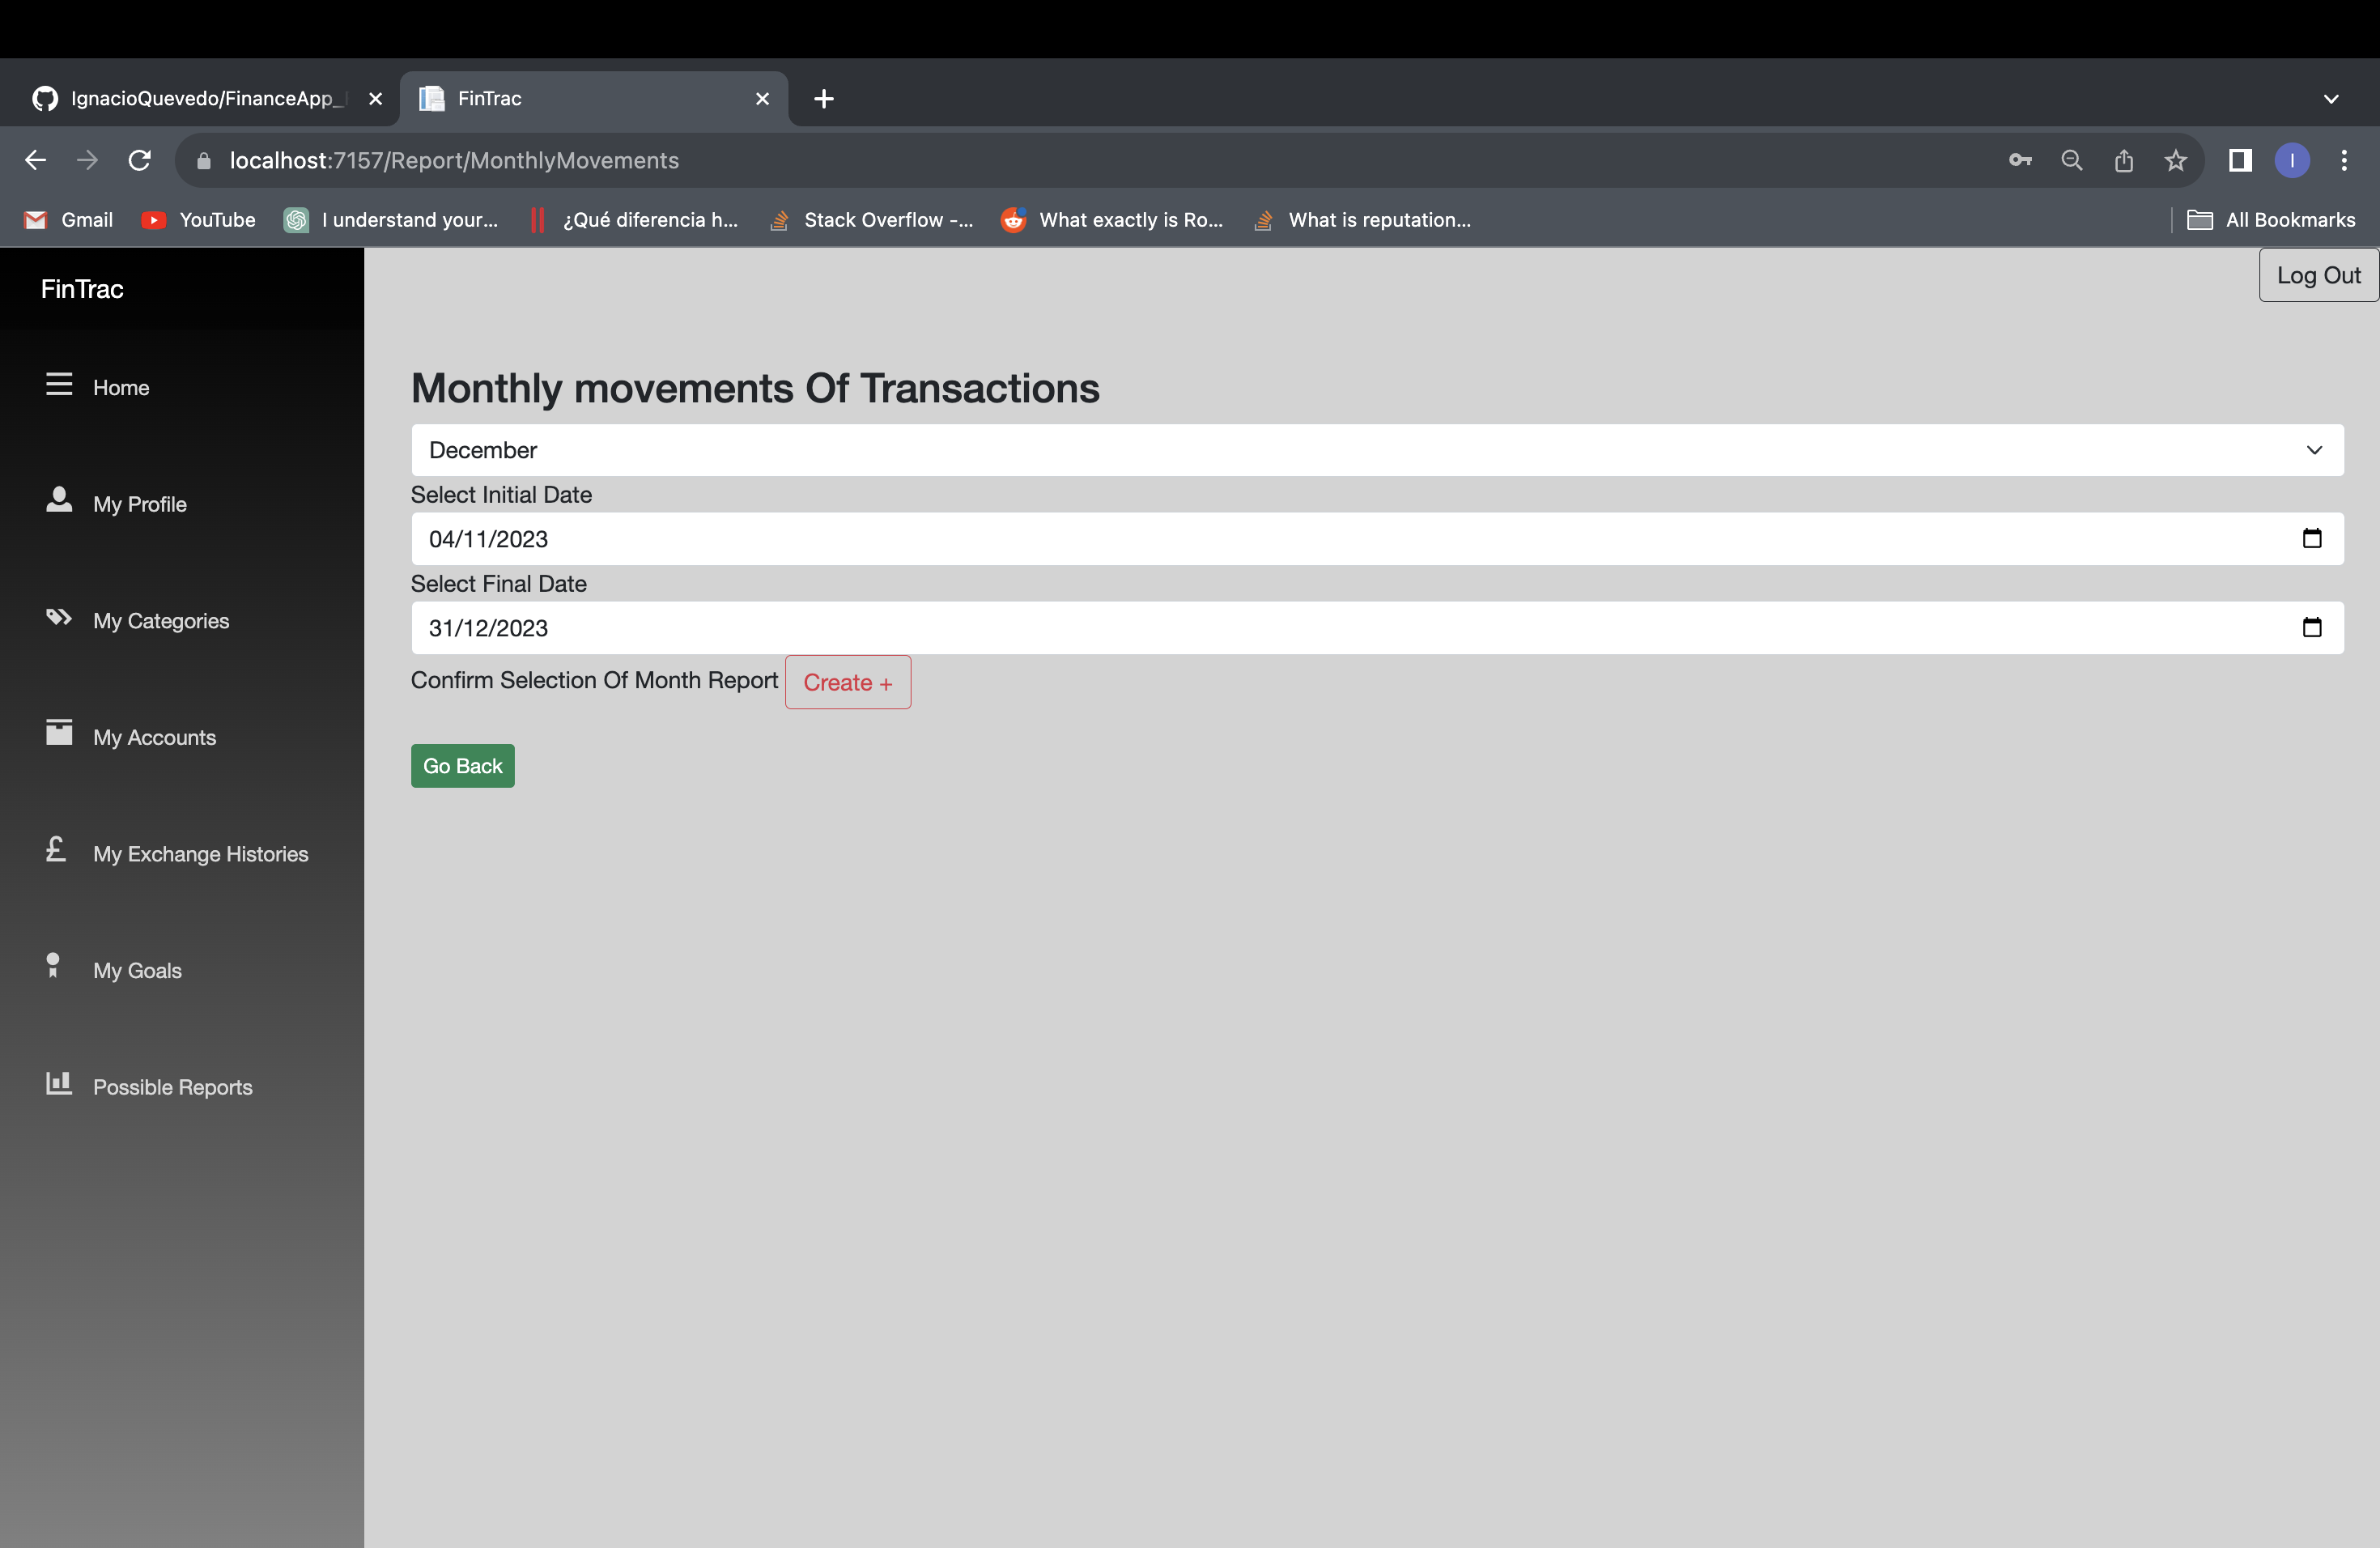 IgnacioQuevedo/FinanceApp_
FinTrac
localhost:7157/Report/MonthlyMovements
I
Gmail
YouTube
I understand your...
¿Qué diferencia h...
Stack Overflow -...
What exactly is Ro...
What is reputation...
All Bookmarks
FinTrac
Log Out
Home
My Profile
My Categories
My Accounts
My Exchange Histories
My Goals
Possible Reports
Monthly movements Of Transactions
December
Select Initial Date
04/11/2023
Select Final Date
31/12/2023
Confirm Selection Of Month Report Create +
Go Back